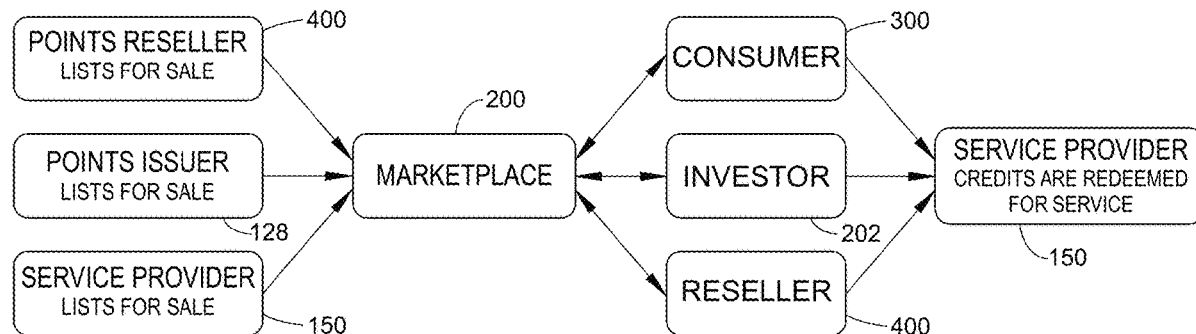 POINTS RESELLER
LISTS FOR SALE
400
POINTS ISSUER
LISTS FOR SALE
128
SERVICE PROVIDER
LISTS FOR SALE
150
MARKETPLACE
200
CONSUMER
300
INVESTOR
202
RESELLER
400
SERVICE PROVIDER
CREDITS ARE REDEEMED
FOR SERVICE
150